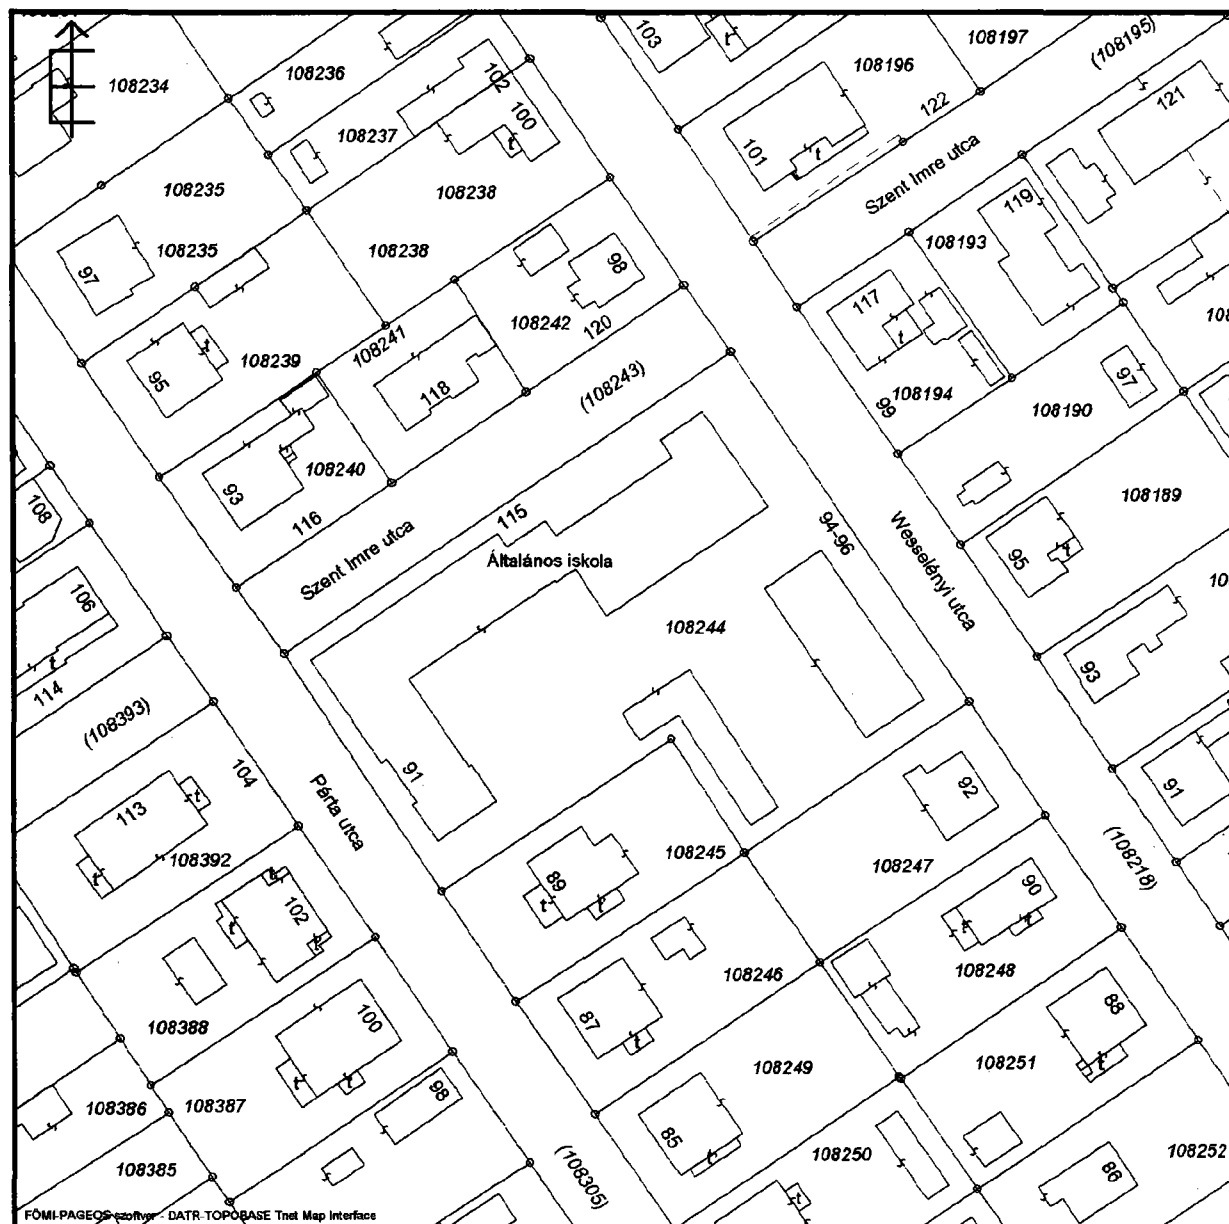 103
t
108197
(108195)
108234
108236
102
108196
122
121
108237
100
t
101
t
Szent Imre utca
108235
108238
119
108235
108238
108193
97
98
117
t
108242
120
108241
t
108239
95
118
(108243)
99
108194
97
108190
108240
93
108
116
115
Szent Imre utca
Általános iskola
94-96
Wesselényi utca
108189
95
t
106
t
114
108244
93
(108393)
104
Párta utca
91
92
91
113
t
t
108392
108245
108247
(108218)
89
t
t
90
t
t
t
102
t
t
108246
108248
87
t
88
t
108388
100
t
t
108249
108251
108386
108387
98
85
t
108250
108252
86
108385
(108305)
t
FÖMI-PAGEOS szoftver - DATR-TOPOBASE Tnet Map Interface